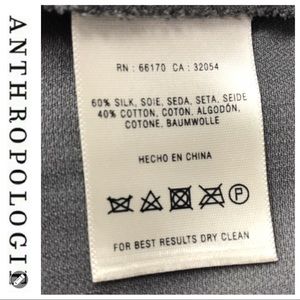 ANTHROPOLOGI
RN : 66170 CA : 32054
60% SILK, SOIE, SEDA, SETA, SEIDE
40% COTTON, COTON, ALGODÓN,
COTONE, BAUMWOLLE
HECHO EN CHINA
P
FOR BEST RESULTS DRY CLEAN